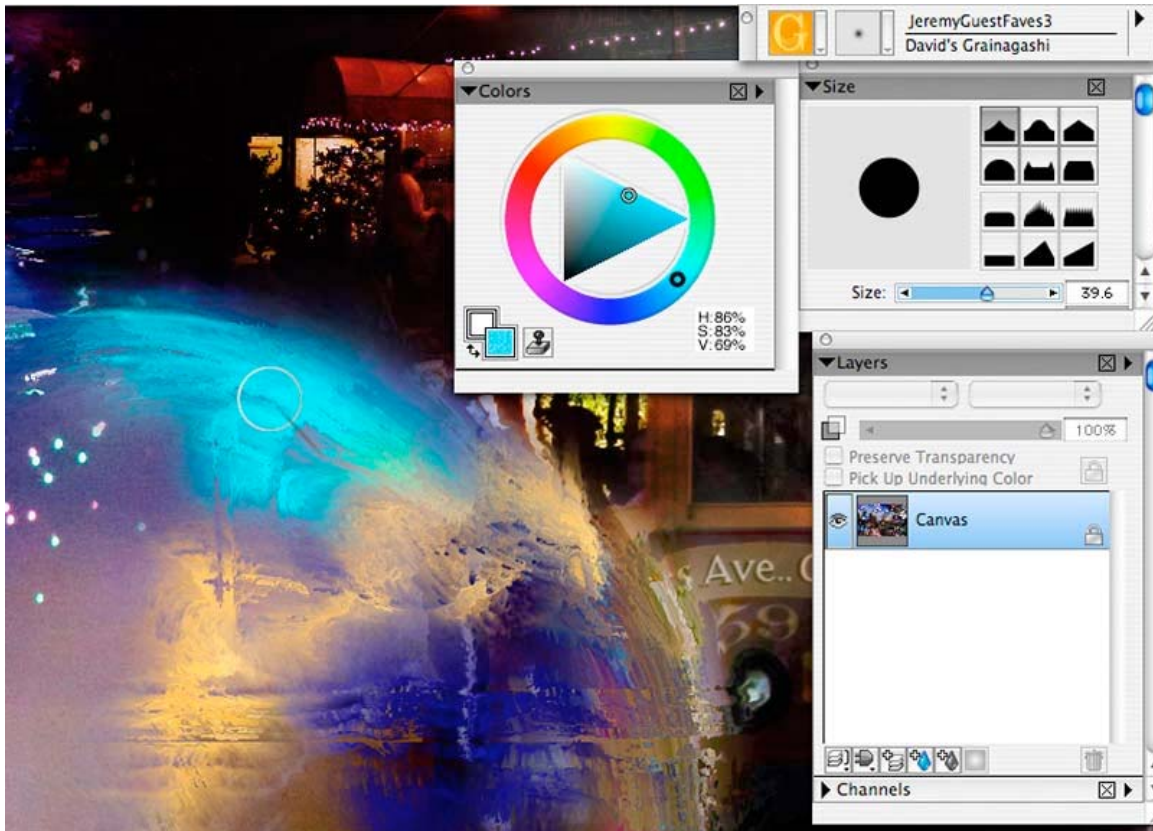 G
JeremyGuestFaves3
David's Grainagashi
Colors
Size
H:86%
S:83%
V:69%
Size:
39.6
Layers
100%
Preserve Transparency
Pick Up Underlying Color
Canvas
s Ave..
39
Channels